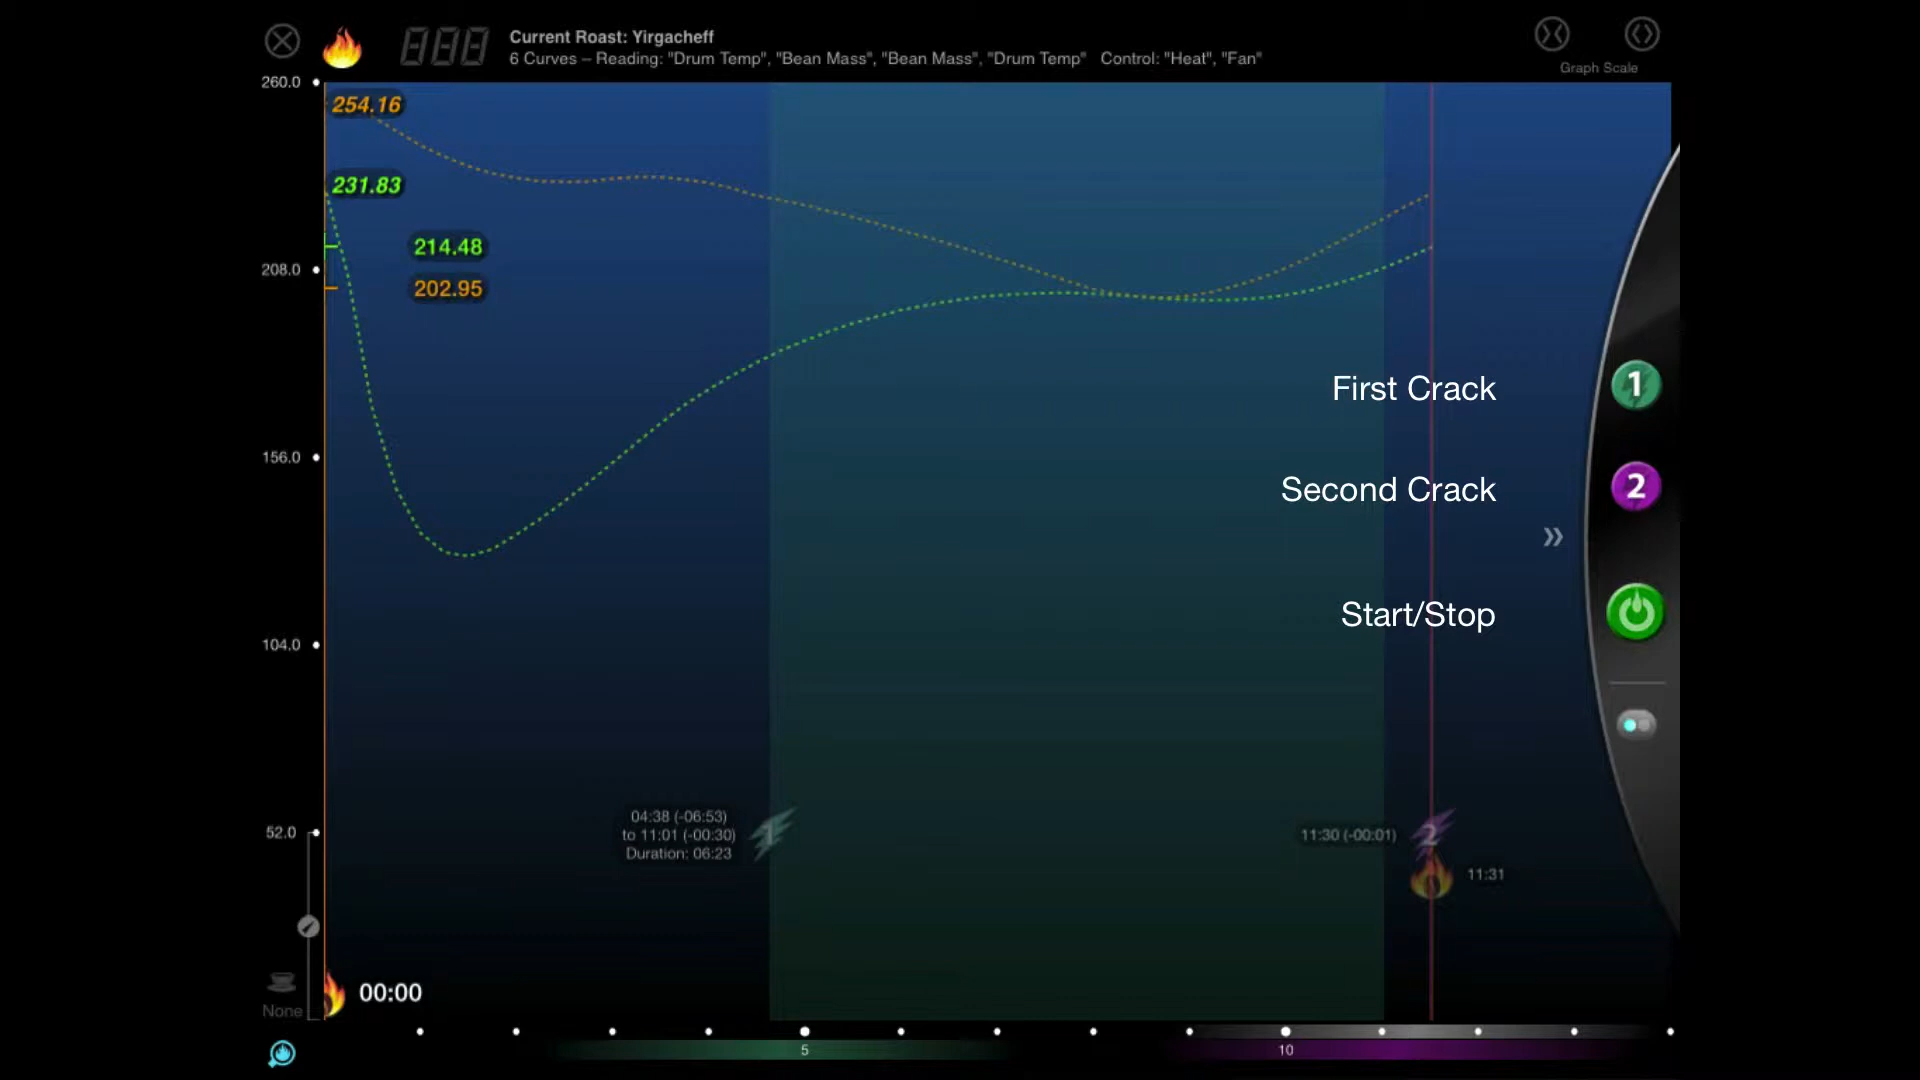 888
Current Roast: Yirgacheff
6 Curves – Reading: "Drum Temp", "Bean Mass", "Bean Mass", "Drum Temp"   Control: "Heat", "Fan"
Graph Scale
260.0
254.16
231.83
214.48
208.0
202.95
First Crack
1
156.0
Second Crack
2
Start/Stop
104.0
04:38 (-06:53)
to 11:01 (-00:30)
Duration: 06:23
1
52.0
11:30 (-00:01)
2
11:31
00:00
None
5
10